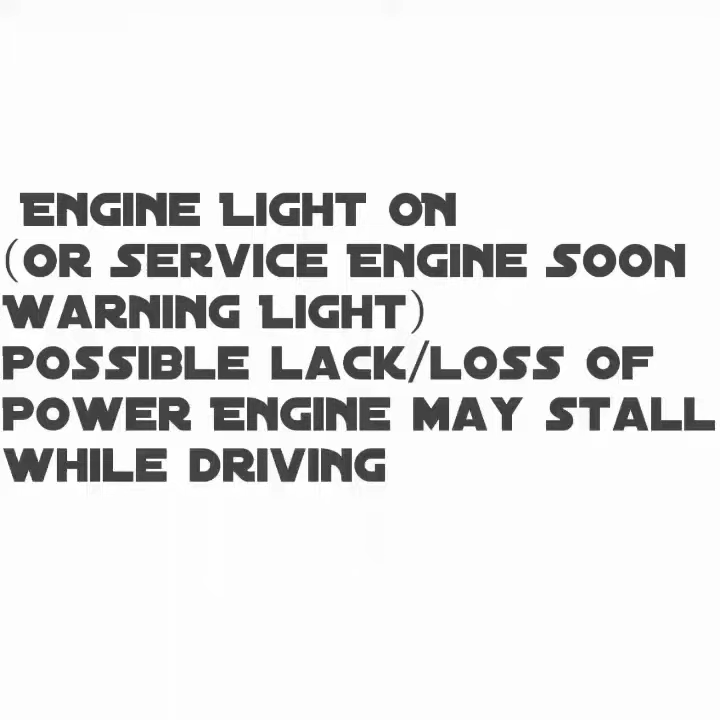 Engine Light on
(or Service Engine Soon
Warning Light)
Possible lack/loss of
power Engine may Stall
while driving